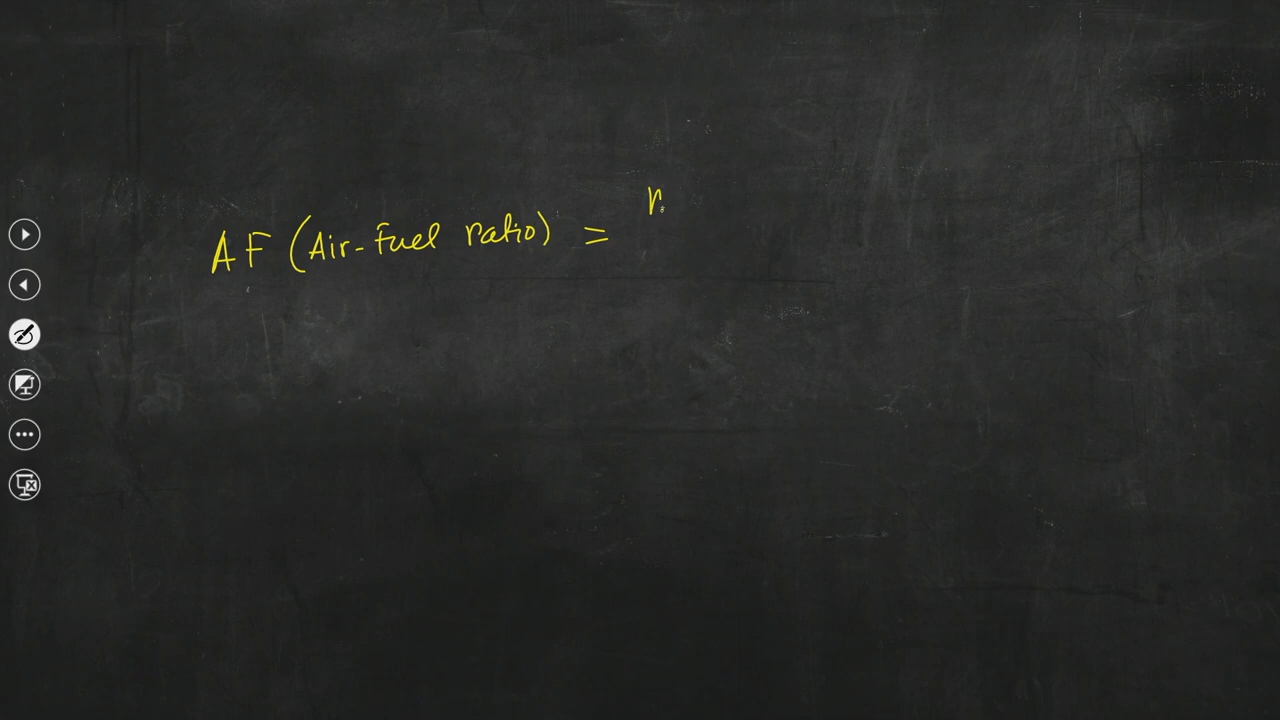 AF (Air-fuel ratio) =